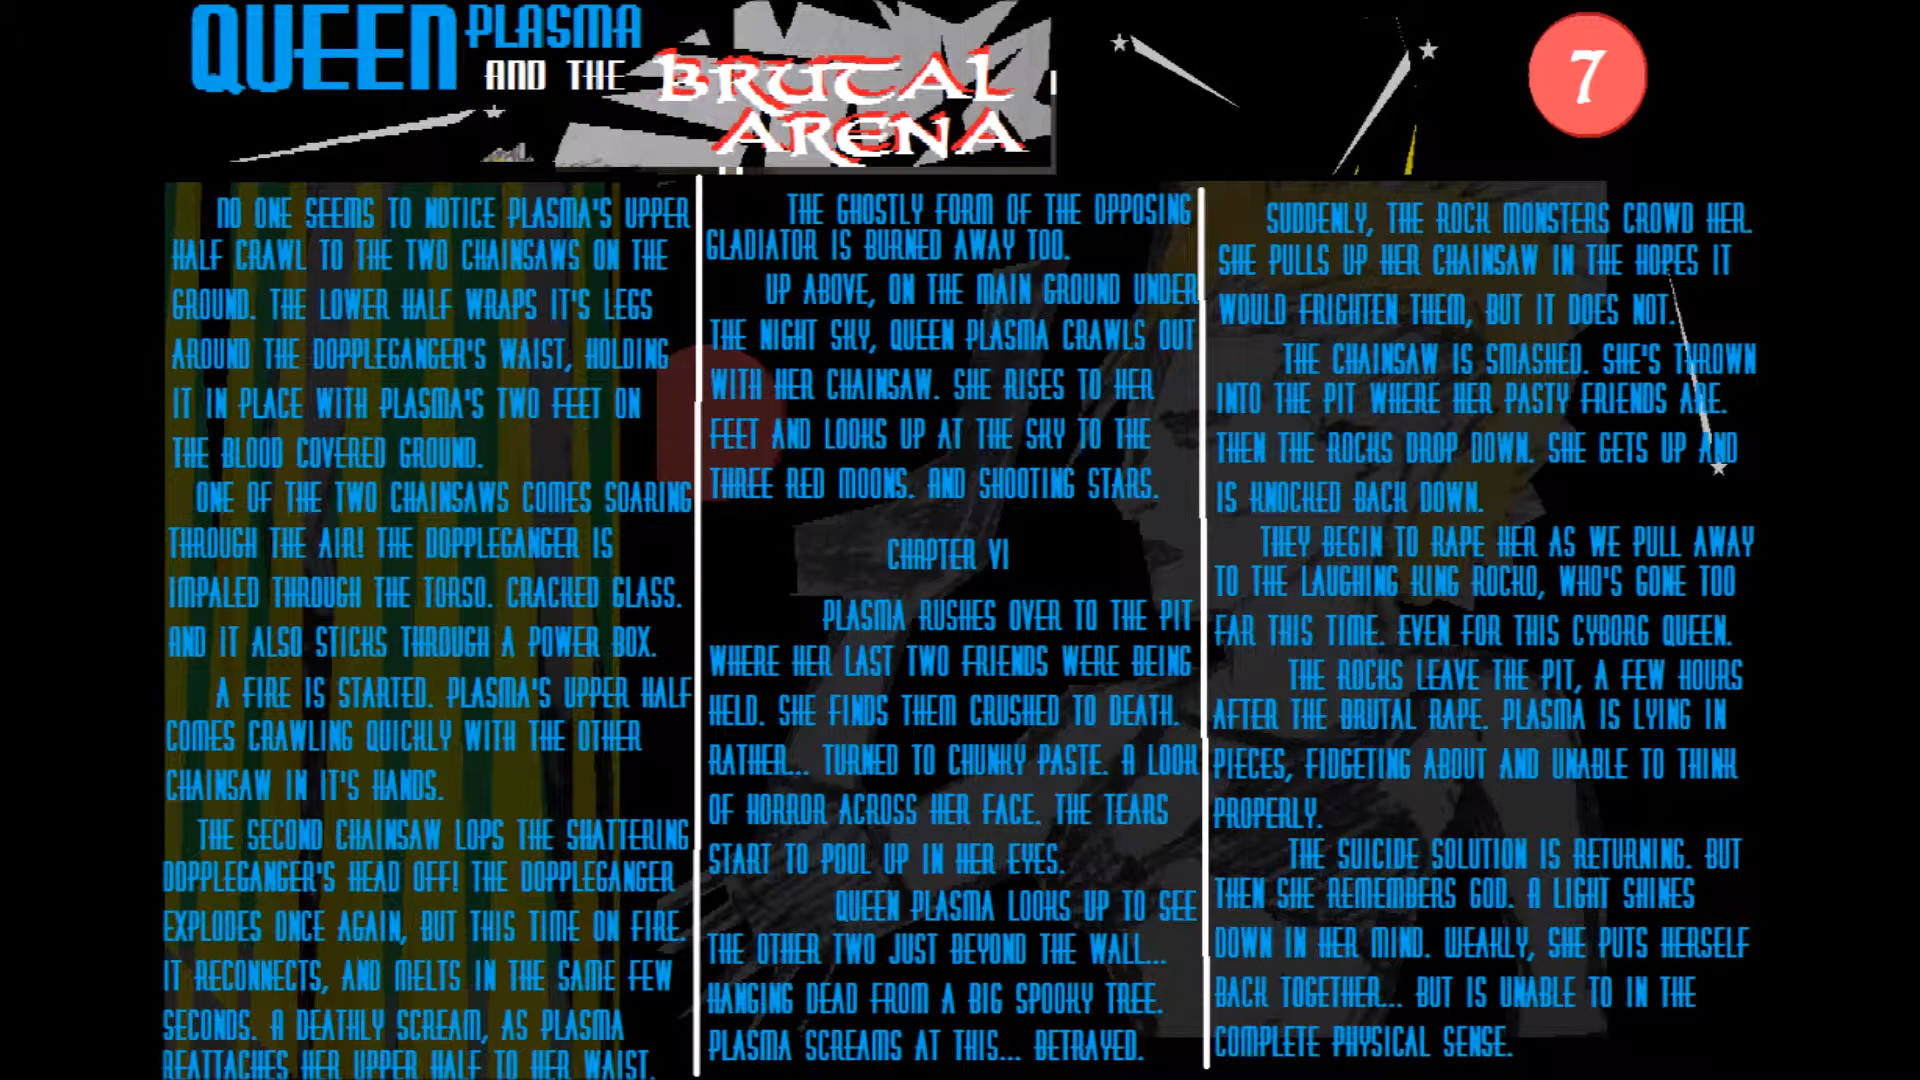 QUEEN PLASMA
AND THE
BRUTAL
ARENA
7
NO ONE SEEMS TO NOTICE PLASMA'S UPPER
HALF CRAWL TO THE TWO CHAINSAWS ON THE
GROUND. THE LOWER HALF WRAPS IT'S LEGS
AROUND THE DOPPLEGANGER'S WAIST, HOLDING
IT IN PLACE WITH PLASMA'S TWO FEET ON
THE BLOOD COVERED GROUND.
ONE OF THE TWO CHAINSAWS COMES SOARING
THROUGH THE AIR! THE DOPPLEGANGER IS
IMPALED THROUGH THE TORSO. CRACKED GLASS.
AND IT ALSO STICKS THROUGH A POWER BOX.
A FIRE IS STARTED. PLASMA'S UPPER HALF
COMES CRAWLING QUICKLY WITH THE OTHER
CHAINSAW IN IT'S HANDS.
THE SECOND CHAINSAW LOPS THE SHATTERING
DOPPLEGANGER'S HEAD OFF! THE DOPPLEGANGER
EXPLODES ONCE AGAIN, BUT THIS TIME ON FIRE.
IT RECONNECTS, AND MELTS IN THE SAME FEW
SECONDS. A DEATHLY SCREAM, AS PLASMA
REATTACHES HER UPPER HALF TO HER WAIST.
THE GHOSTLY FORM OF THE OPPOSING
GLADIATOR IS BURNED AWAY TOO.
UP ABOVE, ON THE MAIN GROUND UNDER
THE NIGHT SKY, QUEEN PLASMA CRAWLS OUT
WITH HER CHAINSAW. SHE RISES TO HER
FEET AND LOOKS UP AT THE SKY TO THE
THREE RED MOONS. AND SHOOTING STARS.
CHAPTER VI
PLASMA RUSHES OVER TO THE PIT
WHERE HER LAST TWO FRIENDS WERE BEING
HELD. SHE FINDS THEM CRUSHED TO DEATH.
RATHER... TURNED TO CHUNKY PASTE. A LOOK
OF HORROR ACROSS HER FACE. THE TEARS
START TO POOL UP IN HER EYES.
QUEEN PLASMA LOOKS UP TO SEE
THE OTHER TWO JUST BEYOND THE WALL...
HANGING DEAD FROM A BIG SPOOKY TREE.
PLASMA SCREAMS AT THIS... BETRAYED.
SUDDENLY, THE ROCK MONSTERS CROWD HER.
SHE PULLS UP HER CHAINSAW IN THE HOPES IT
WOULD FRIGHTEN THEM, BUT IT DOES NOT.
THE CHAINSAW IS SMASHED. SHE'S THROWN
INTO THE PIT WHERE HER PASTY FRIENDS ARE.
THEN THE ROCKS DROP DOWN. SHE GETS UP AND
IS KNOCKED BACK DOWN.
THEY BEGIN TO RAPE HER AS WE PULL AWAY
TO THE LAUGHING KING ROCKO, WHO'S GONE TOO
FAR THIS TIME. EVEN FOR THIS CYBORG QUEEN.
THE ROCKS LEAVE THE PIT, A FEW HOURS
AFTER THE BRUTAL RAPE. PLASMA IS LYING IN
PIECES, FIDGETING ABOUT AND UNABLE TO THINK
PROPERLY.
THE SUICIDE SOLUTION IS RETURNING. BUT
THEN SHE REMEMBERS GOD. A LIGHT SHINES
DOWN IN HER MIND. WEAKLY, SHE PUTS HERSELF
BACK TOGETHER... BUT IS UNABLE TO IN THE
COMPLETE PHYSICAL SENSE.